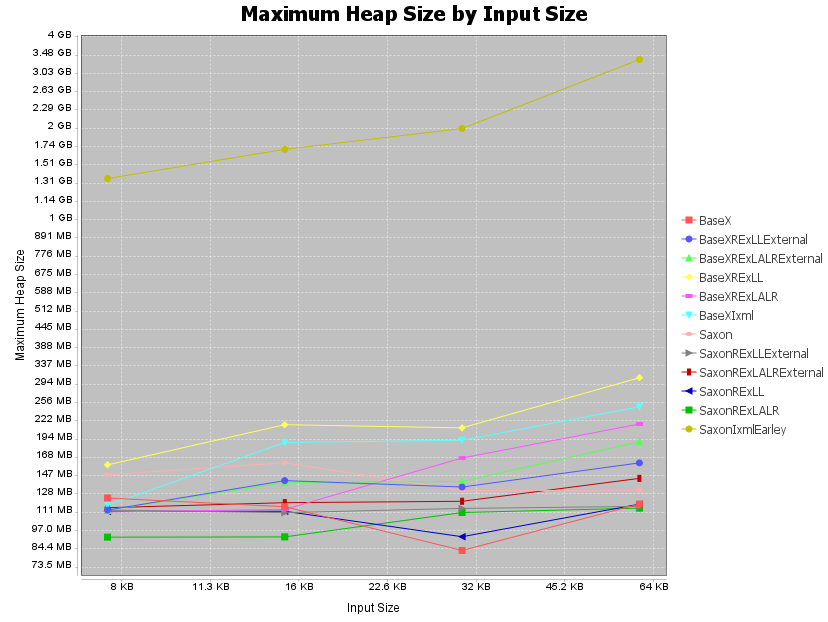 Maximum Heap Size by Input Size
4 GB
3.48 GB
3.03 GB
2.63 GB
2.29 GB
2 GB
1.74 GB
1.51 GB
1.31 GB
1.14 GB
1 GB
891 MB
776 MB
675 MB
588 MB
512 MB
445 MB
388 MB
337 MB
294 MB
256 MB
222 MB
194 MB
168 MB
147 MB
128 MB
111 MB
97.0 MB
84.4 MB
73.5 MB
Maximum Heap Size
8 KB
11.3 KB
16 KB
22.6 KB
32 KB
45.2 KB
64 KB
Input Size
BaseX
BaseXRExLLExternal
BaseXRExLALRExternal
BaseXRExLL
BaseXRExLALR
BaseXIxml
Saxon
SaxonRExLLExternal
SaxonRExLALRExternal
SaxonRExLL
SaxonRExLALR
SaxonIxmlEarley